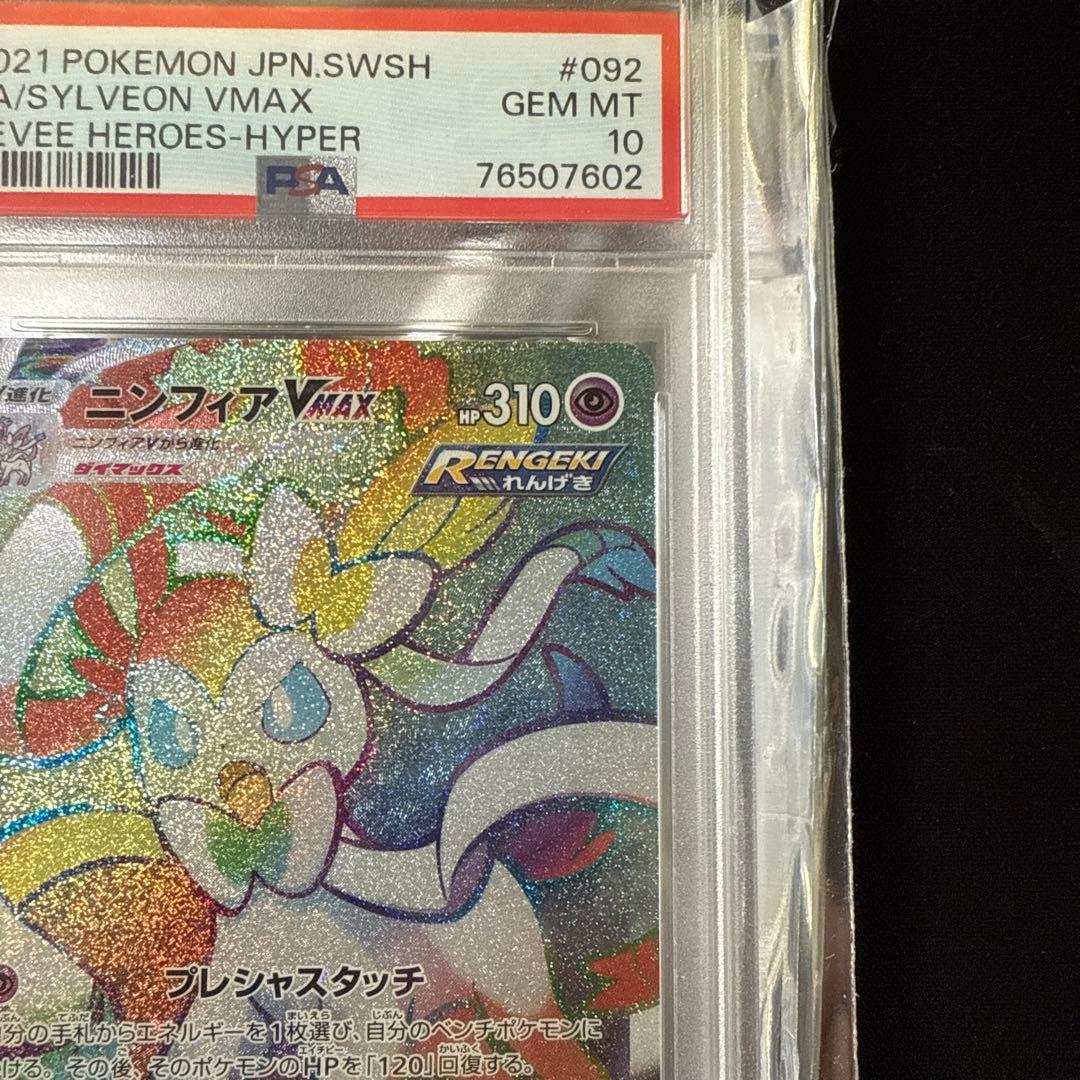 021 POKEMON JPN.SWSH #092
A/SYLVEON VMAX GEM MT
EVEE HEROES-HYPER 10
PSA 76507602
進化 ニンフィアVMAX HP310
ニンフィアVから進化
ダイマックス
RENGEKI
れんげき
プレシャスタッチ
自分の手札からエネルギーを1枚選び、自分のベンチポケモンに
ける。その後、そのポケモンのHPを「120」回復する。